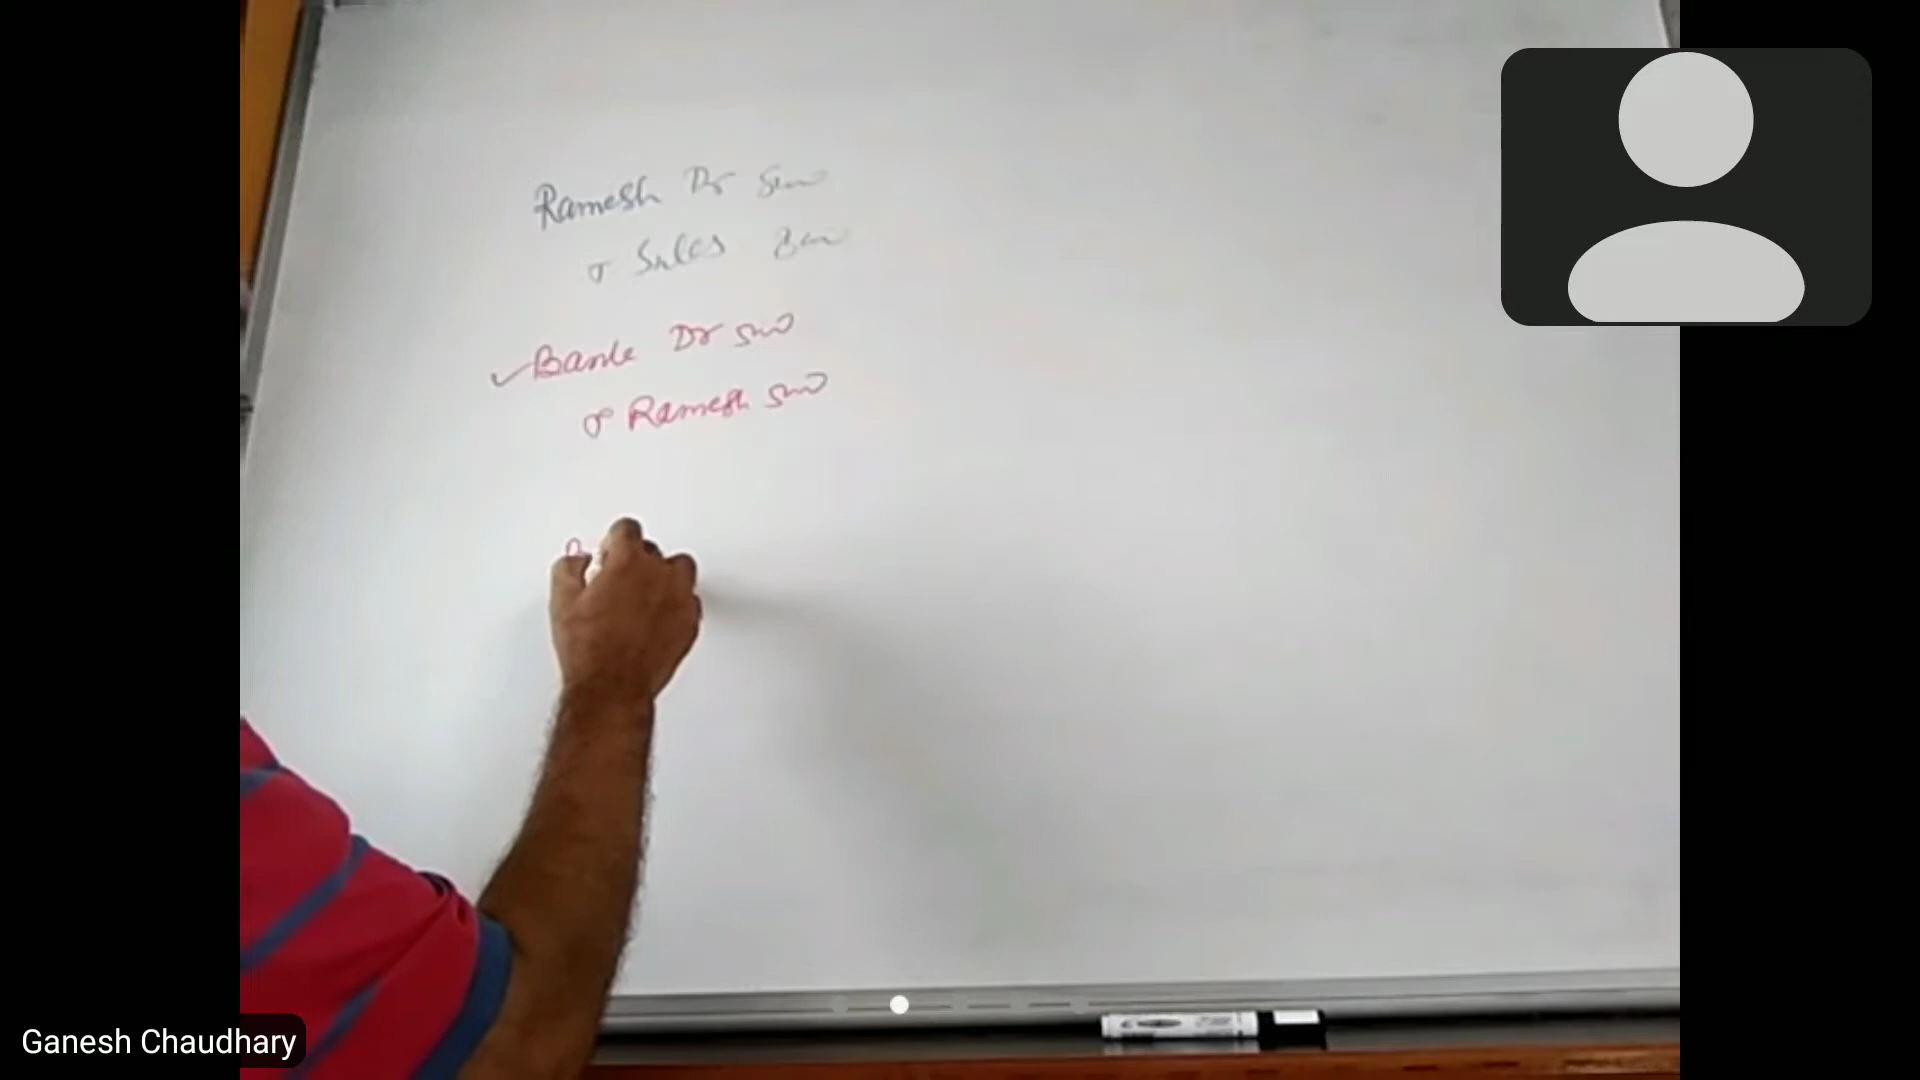 Ramesh Dr 5000
To Sales 5000
Bank Dr 5000
To Ramesh 5000
Ganesh Chaudhary